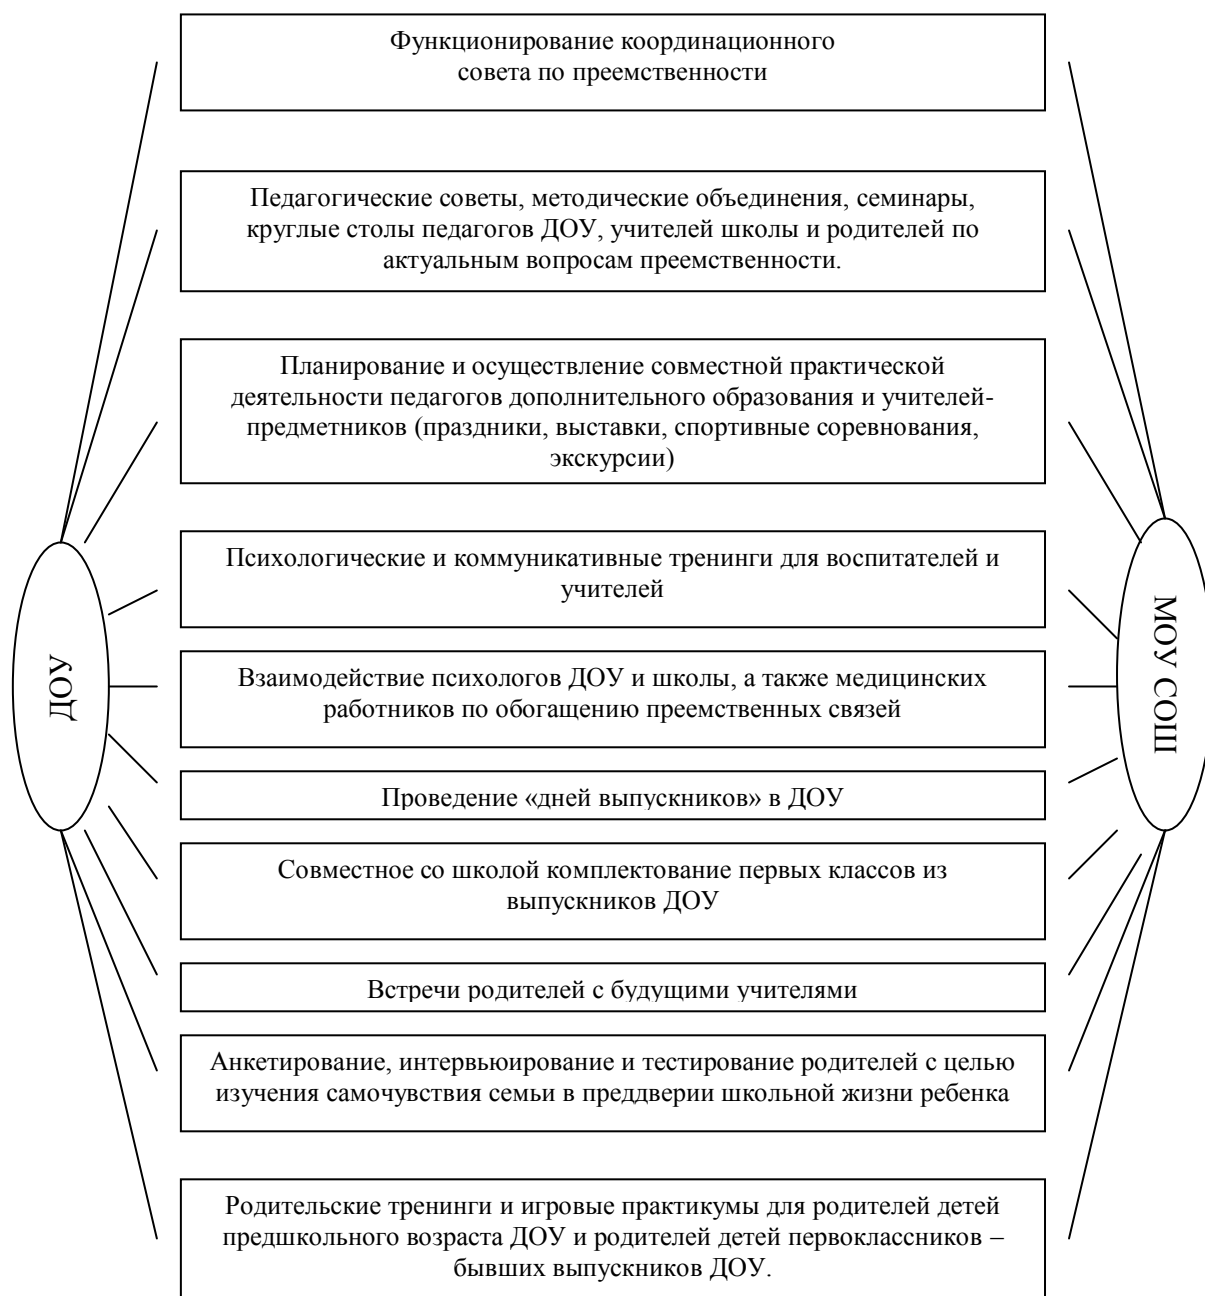 Функционирование координационного
совета по преемственности
Педагогические советы, методические объединения, семинары,
круглые столы педагогов ДОУ, учителей школы и родителей по
актуальным вопросам преемственности.
Планирование и осуществление совместной практической
деятельности педагогов дополнительного образования и учителей-
предметников (праздники, выставки, спортивные соревнования,
экскурсии)
Психологические и коммуникативные тренинги для воспитателей и
учителей
ДОУ
МОУ СОШ
Взаимодействие психологов ДОУ и школы, а также медицинских
работников по обогащению преемственных связей
Проведение «дней выпускников» в ДОУ
Совместное со школой комплектование первых классов из
выпускников ДОУ
Встречи родителей с будущими учителями
Анкетирование, интервьюирование и тестирование родителей с целью
изучения самочувствия семьи в преддверии школьной жизни ребенка
Родительские тренинги и игровые практикумы для родителей детей
предшкольного возраста ДОУ и родителей детей первоклассников –
бывших выпускников ДОУ.